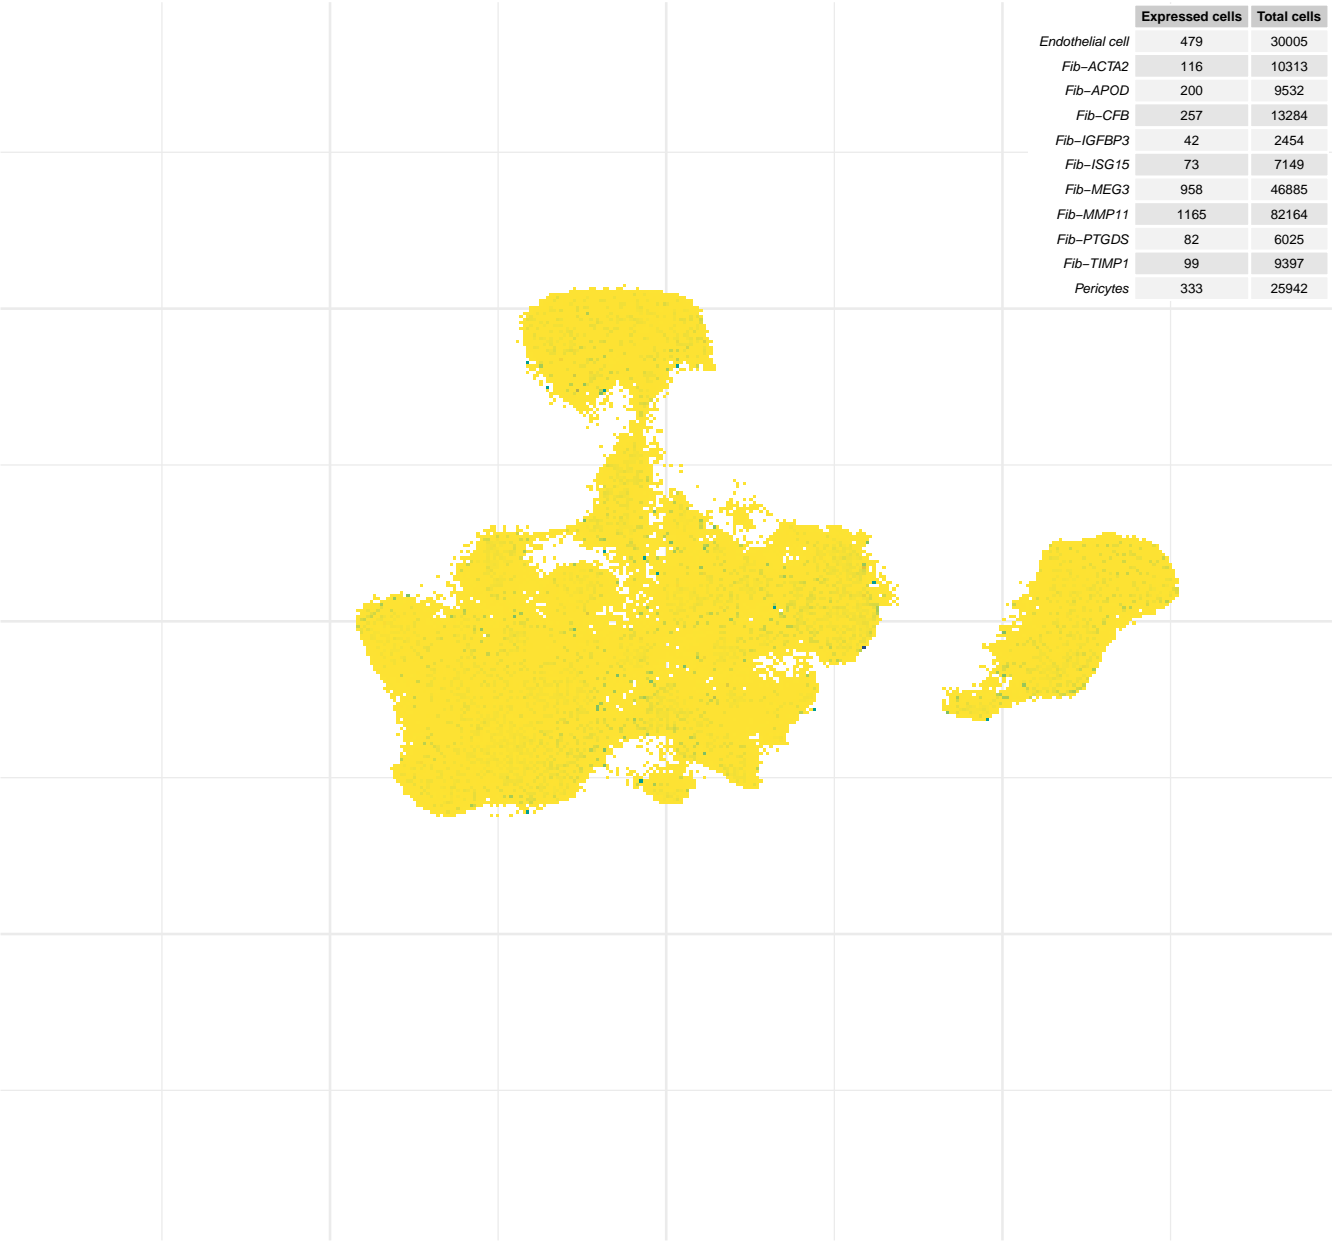 Expressed cells Total cells
Endothelial cell 479 30005
Fib−ACTA2 116 10313
Fib−APOD 200 9532
Fib−CFB 257 13284
Fib−IGFBP3 42 2454
Fib−ISG15 73 7149
Fib−MEG3 958 46885
Fib−MMP11 1165 82164
Fib−PTGDS 82 6025
Fib−TIMP1 99 9397
Pericytes 333 25942